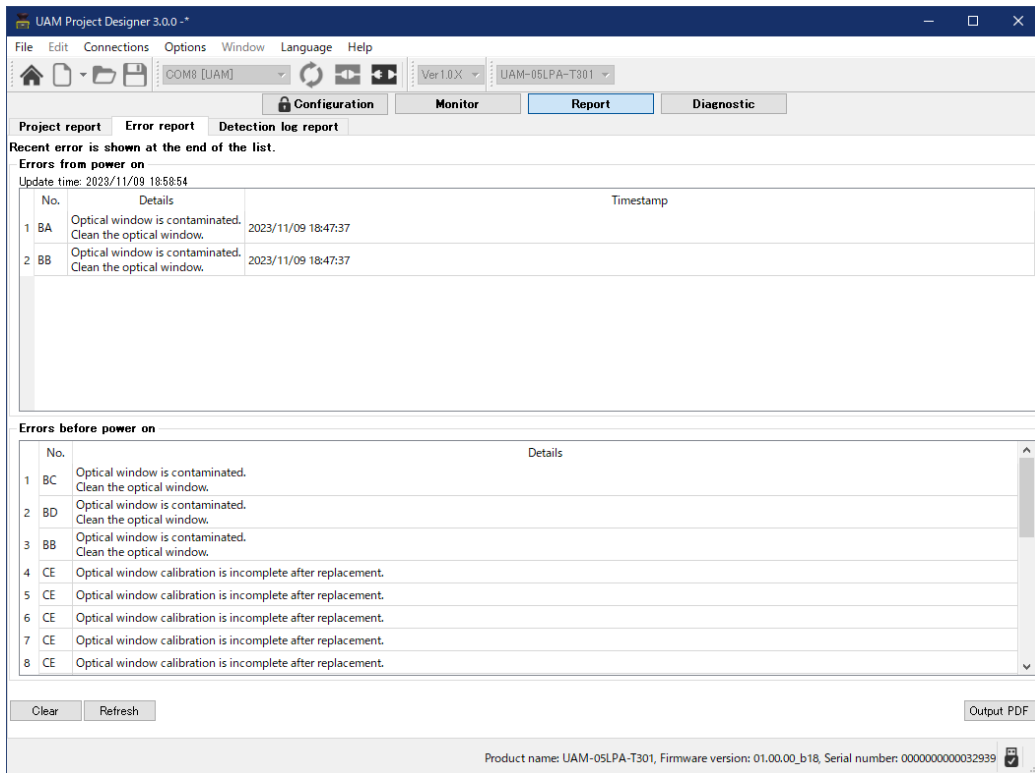 UAM Project Designer 3.0.0 -*
File Edit Connections Options Window Language Help
COM8 [UAM] Ver1.0X UAM-05LPA-T301
Configuration Monitor Report Diagnostic
Project report Error report Detection log report
Recent error is shown at the end of the list.
Errors from power on
Update time: 2023/11/09 18:58:54
No. Details Timestamp
1 BA Optical window is contaminated. 2023/11/09 18:47:37
Clean the optical window.
2 BB Optical window is contaminated. 2023/11/09 18:47:37
Clean the optical window.
Errors before power on
No. Details
1 BC Optical window is contaminated.
Clean the optical window.
2 BD Optical window is contaminated.
Clean the optical window.
3 BB Optical window is contaminated.
Clean the optical window.
4 CE Optical window calibration is incomplete after replacement.
5 CE Optical window calibration is incomplete after replacement.
6 CE Optical window calibration is incomplete after replacement.
7 CE Optical window calibration is incomplete after replacement.
8 CE Optical window calibration is incomplete after replacement.
Clear Refresh Output PDF
Product name: UAM-05LPA-T301, Firmware version: 01.00.00_b18, Serial number: 0000000000032939